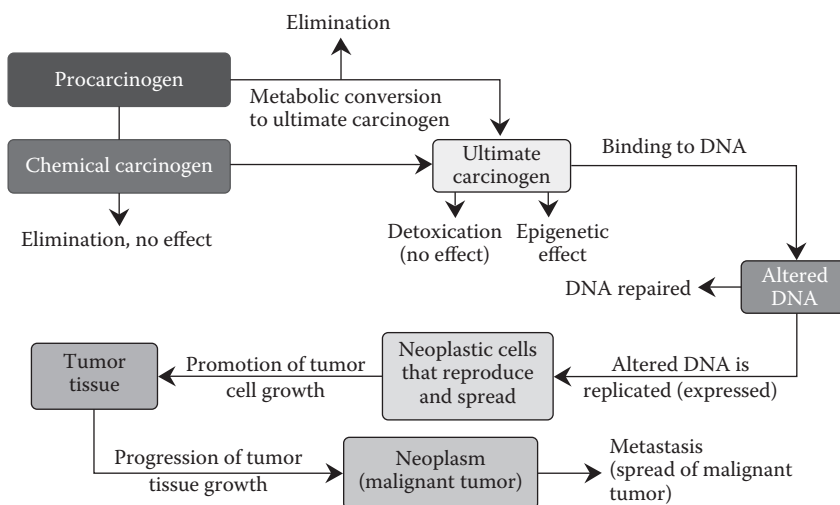 Elimination
Procarcinogen
Metabolic conversion
to ultimate carcinogen
Chemical carcinogen
Ultimate
carcinogen
Binding to DNA
Elimination, no effect
Detoxication
(no effect)
Epigenetic
effect
DNA repaired
Altered
DNA
Tumor
tissue
Promotion of tumor
cell growth
Neoplastic cells
that reproduce
and spread
Altered DNA is
replicated (expressed)
Progression of tumor
tissue growth
Neoplasm
(malignant tumor)
Metastasis
(spread of malignant
tumor)